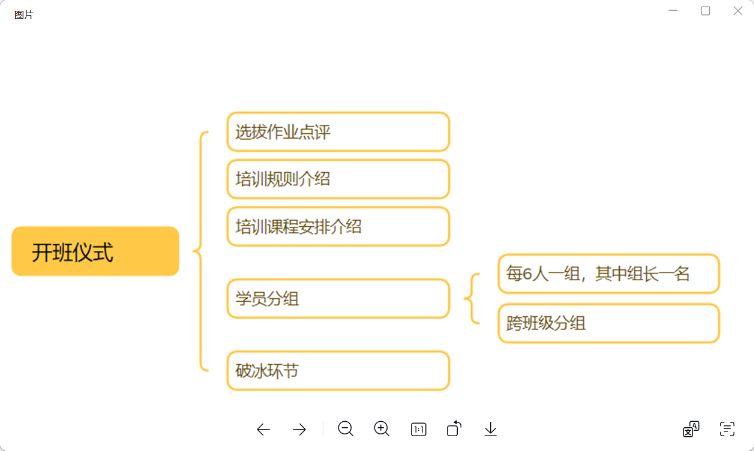 图片
开班仪式
选拔作业点评
培训规则介绍
培训课程安排介绍
学员分组
每6人一组，其中组长一名
跨班级分组
破冰环节
1:1